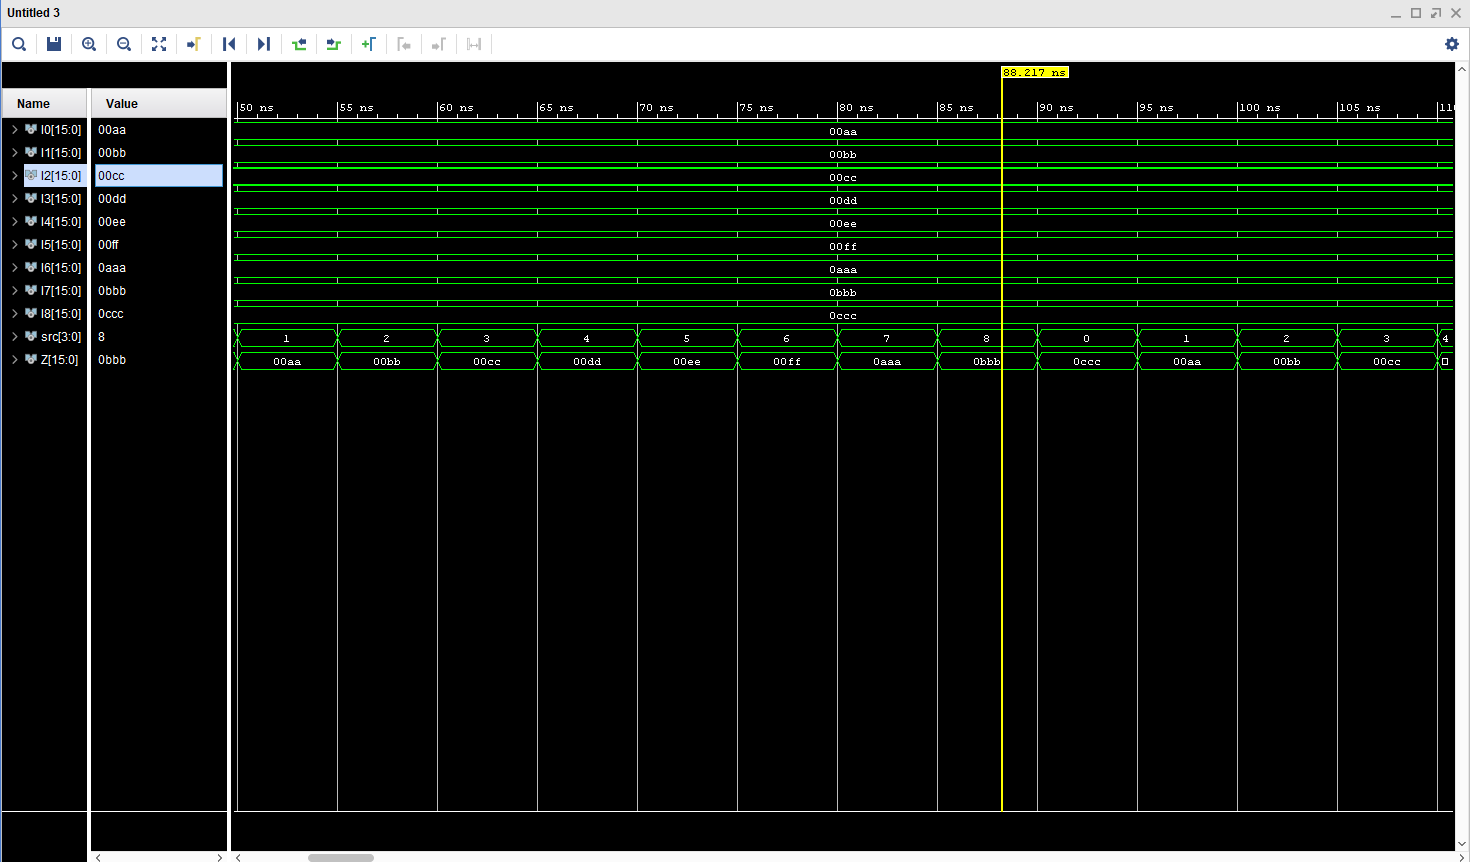 Untitled 3
88.217 ns
Name Value 50 ns 55 ns 60 ns 65 ns 70 ns 75 ns 80 ns 85 ns 90 ns 95 ns 100 ns 105 ns 110
I0[15:0] 00aa 00aa
I1[15:0] 00bb 00bb
I2[15:0] 00cc 00cc
I3[15:0] 00dd 00dd
I4[15:0] 00ee 00ee
I5[15:0] 00ff 00ff
I6[15:0] 0aaa 0aaa
I7[15:0] 0bbb 0bbb
I8[15:0] 0ccc 0ccc
src[3:0] 8 1 2 3 4 5 6 7 8 0 1 2 3 4
Z[15:0] 0bbb 00aa 00bb 00cc 00dd 00ee 00ff 0aaa 0bbb 0ccc 00aa 00bb 00cc